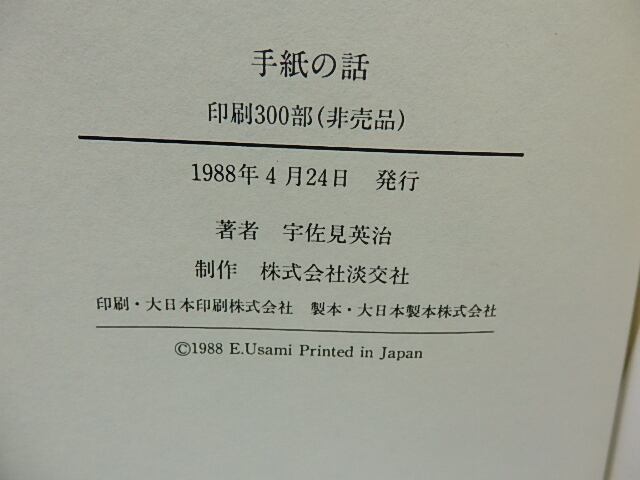 手紙の話
印刷300部(非売品)
1988年4月24日　発行
著者　宇佐見英治
制作　株式会社淡交社
印刷・大日本印刷株式会社　製本・大日本製本株式会社
©1988 E.Usami Printed in Japan